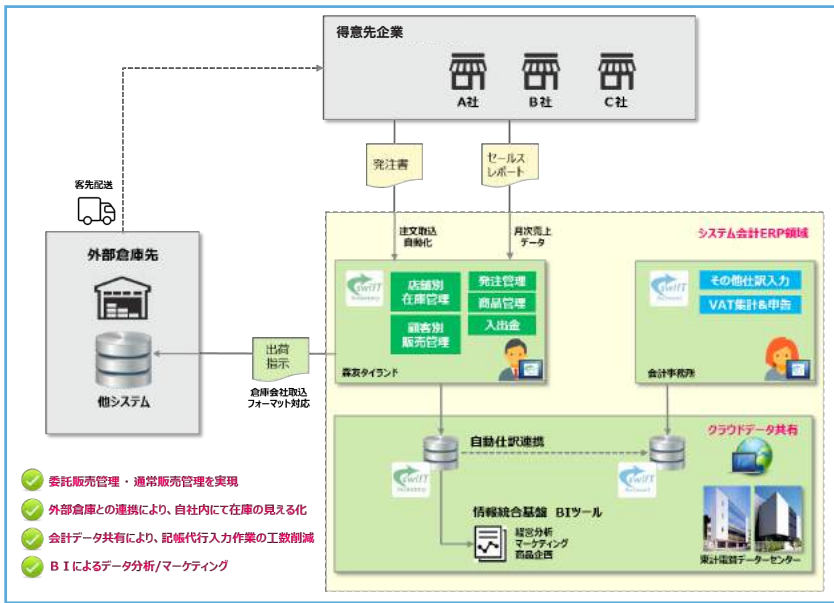 得意先企業
A社
B社
C社
発注書
セールス
レポート
客先配送
注文取込
自動化
月次売上
データ
システム会計ERP領域
外部倉庫先
他システム
出荷
指示
倉庫会社取込
フォーマット対応
swifT
Inventory
店舗別
在庫管理
顧客別
販売管理
発注管理
商品管理
入出金
森友タイランド
swifT
Account
その他仕訳入力
VAT集計&申告
会計事務所
クラウドデータ共有
自動仕訳連携
swifT
Inventory
swifT
Account
情報統合基盤 BIツール
経営分析
マーケティング
商品企画
東計電算データーセンター
委託販売管理・通常販売管理を実現
外部倉庫との連携により、自社内にて在庫の見える化
会計データ共有により、記帳代行入力作業の工数削減
ＢＩによるデータ分析/マーケティング